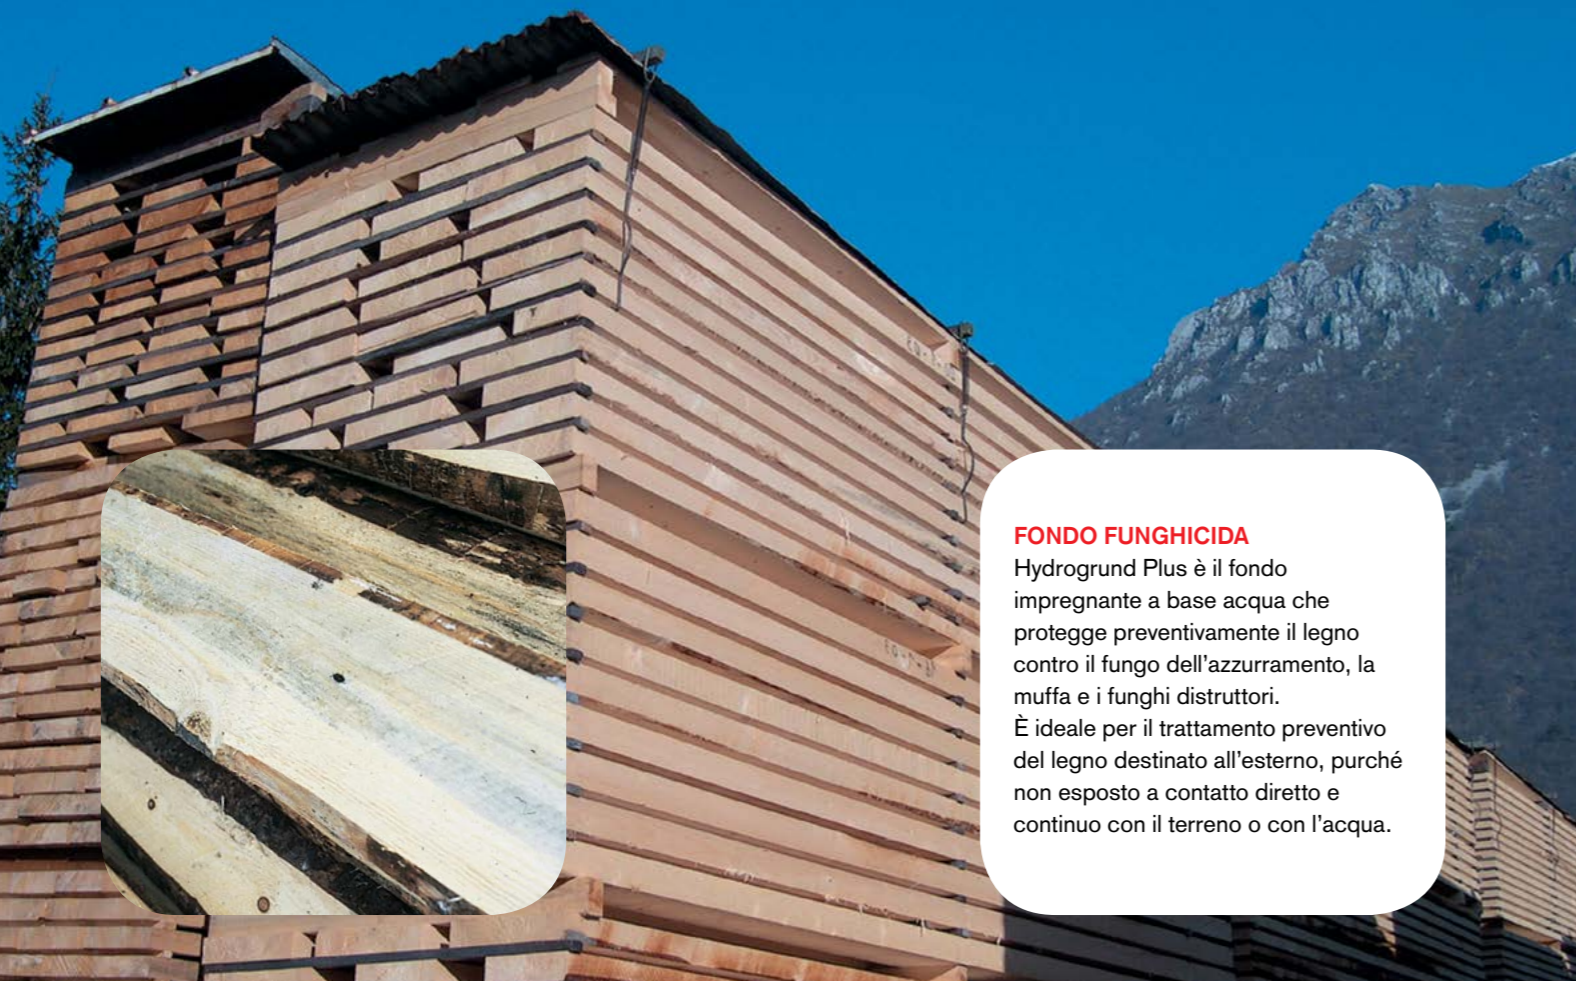 FONDO FUNGHICIDA
Hydrogrund Plus è il fondo
impregnante a base acqua che
protegge preventivamente il legno
contro il fungo dell'azzurramento, la
muffa e i funghi distruttori.
È ideale per il trattamento preventivo
del legno destinato all'esterno, purché
non esposto a contatto diretto e
continuo con il terreno o con l'acqua.